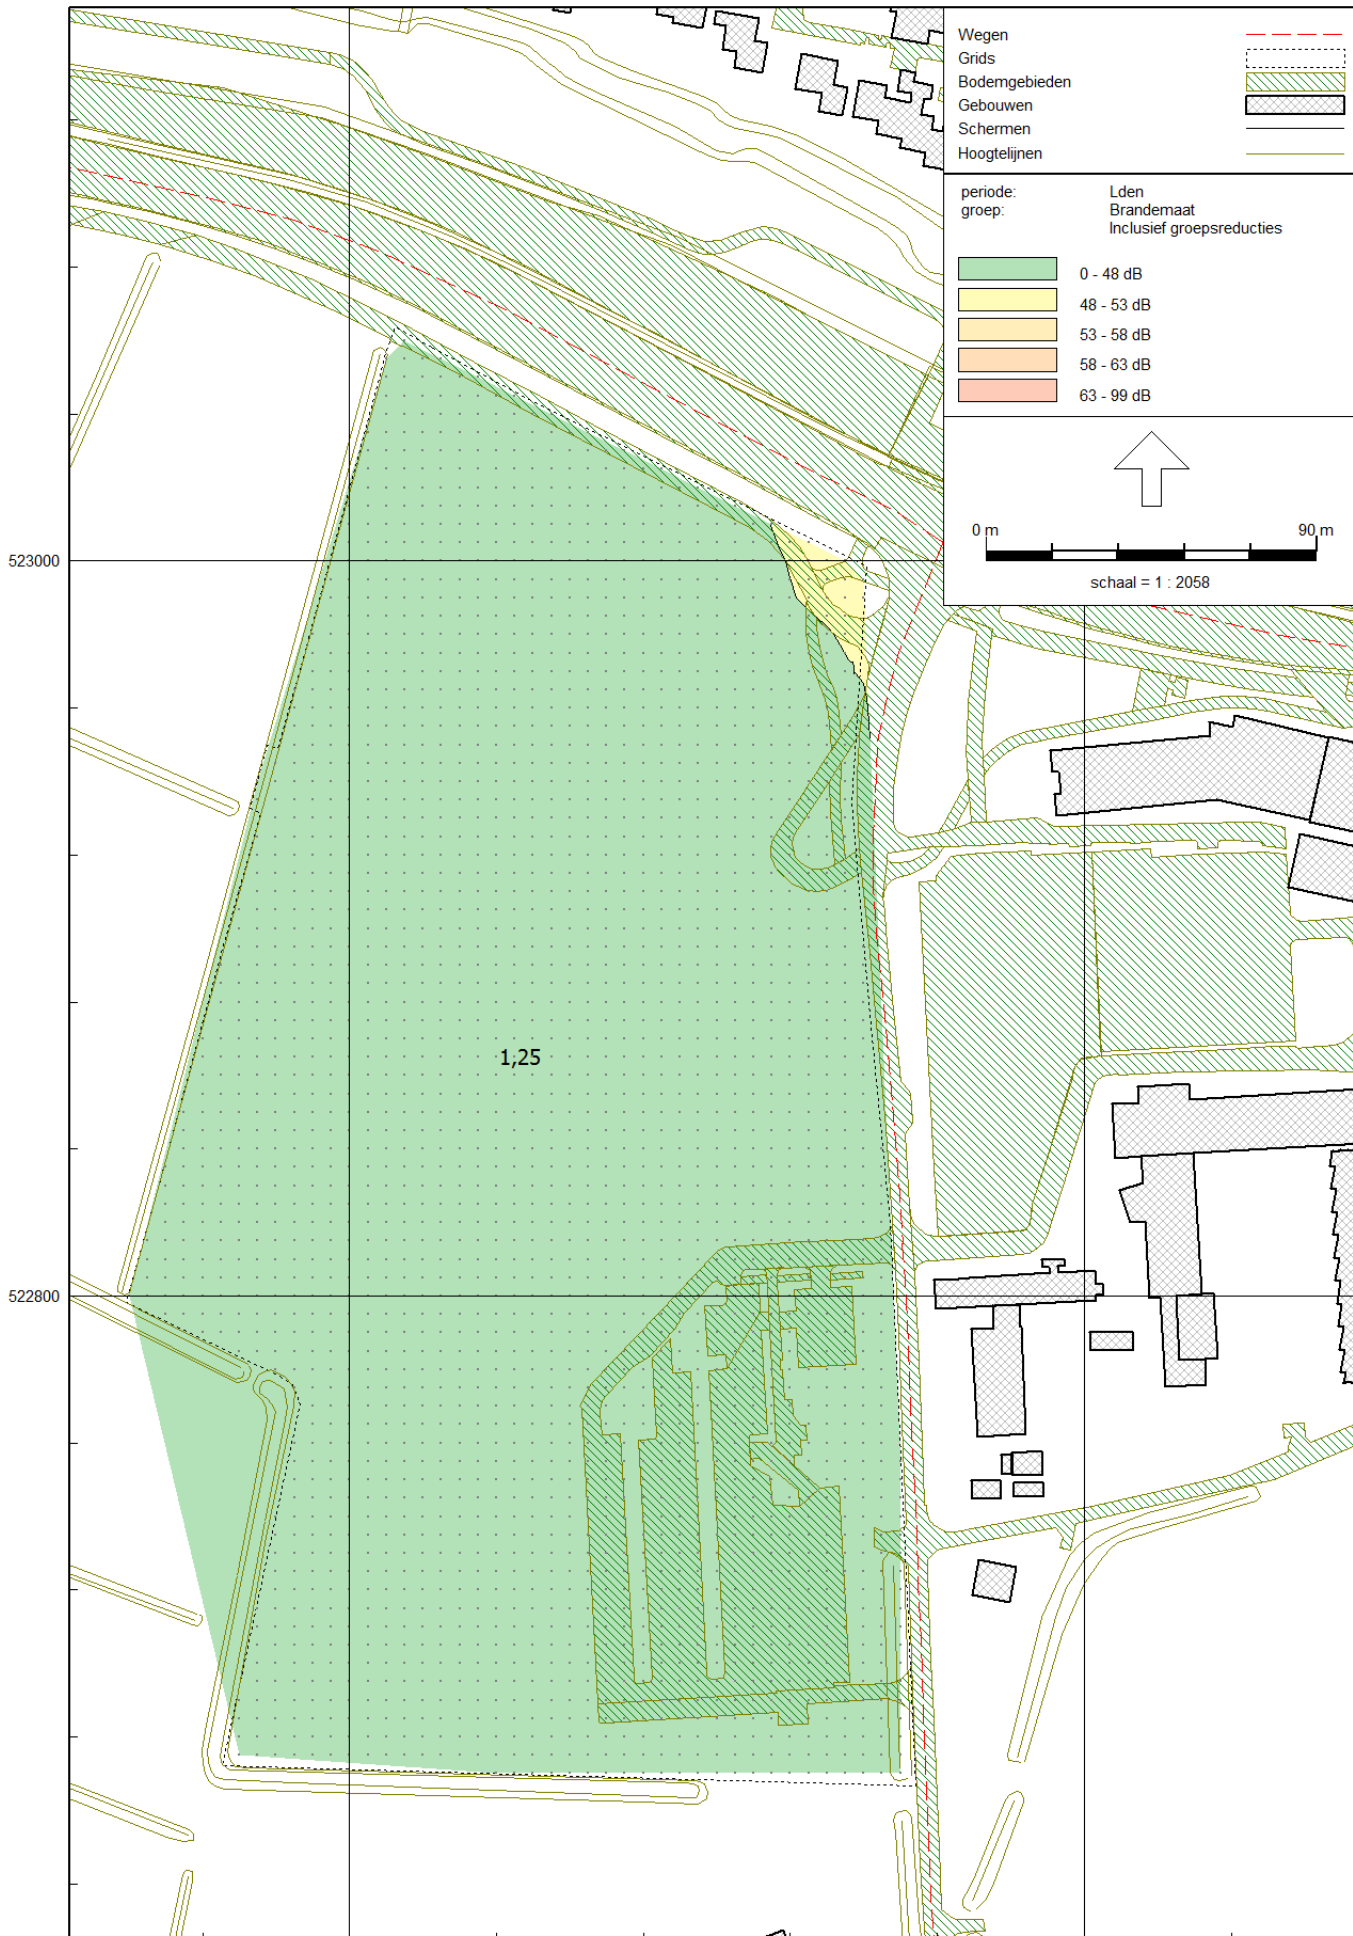 Wegen
Grids
Bodemgebieden
Gebouwen
Schermen
Hoogtelijnen
periode: Lden
groep: Brandemaat
Inclusief groepsreducties
0 - 48 dB
48 - 53 dB
53 - 58 dB
58 - 63 dB
63 - 99 dB
0 m 90 m
schaal = 1 : 2058
523000
1,25
522800